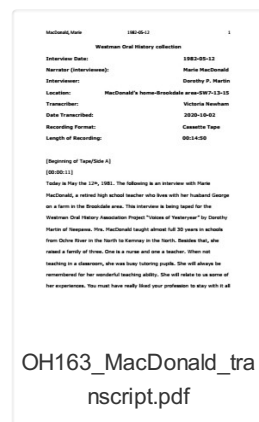 MacDonald, Marie 1982-05-12 1
Westman Oral History collection
Interview Date: 1982-05-12
Narrator (interviewee): Marie MacDonald
Interviewer: Dorothy P. Martin
Location: MacDonald's home-Brookdale area-SW7-13-15
Transcriber: Victoria Newham
Date Transcribed: 2020-10-02
Recording Format: Cassette Tape
Length of Recording: 00:14:50
[Beginning of Tape/Side A]
[00:00:11]
Today is May the 12th, 1981. The following is an interview with Marie
MacDonald, a retired high school teacher who lives with her husband George
on a farm in the Brookdale area. This interview is being taped for the
Westman Oral History Association Project "Voices of Yesteryear" by Dorothy
Martin of Neepawa. Mrs. MacDonald taught almost full 30 years in schools
from Ochre River in the North to Kemnay in the North. Besides that, she
raised a family of three. One is a nurse and one a teacher. When not
teaching in a classroom, she was busy tutoring pupils. She will always be
remembered for her wonderful teaching ability. She will relate to us some of
her experiences. You must have really liked your profession to stay with it all
OH163_MacDonald_tra
nscript.pdf